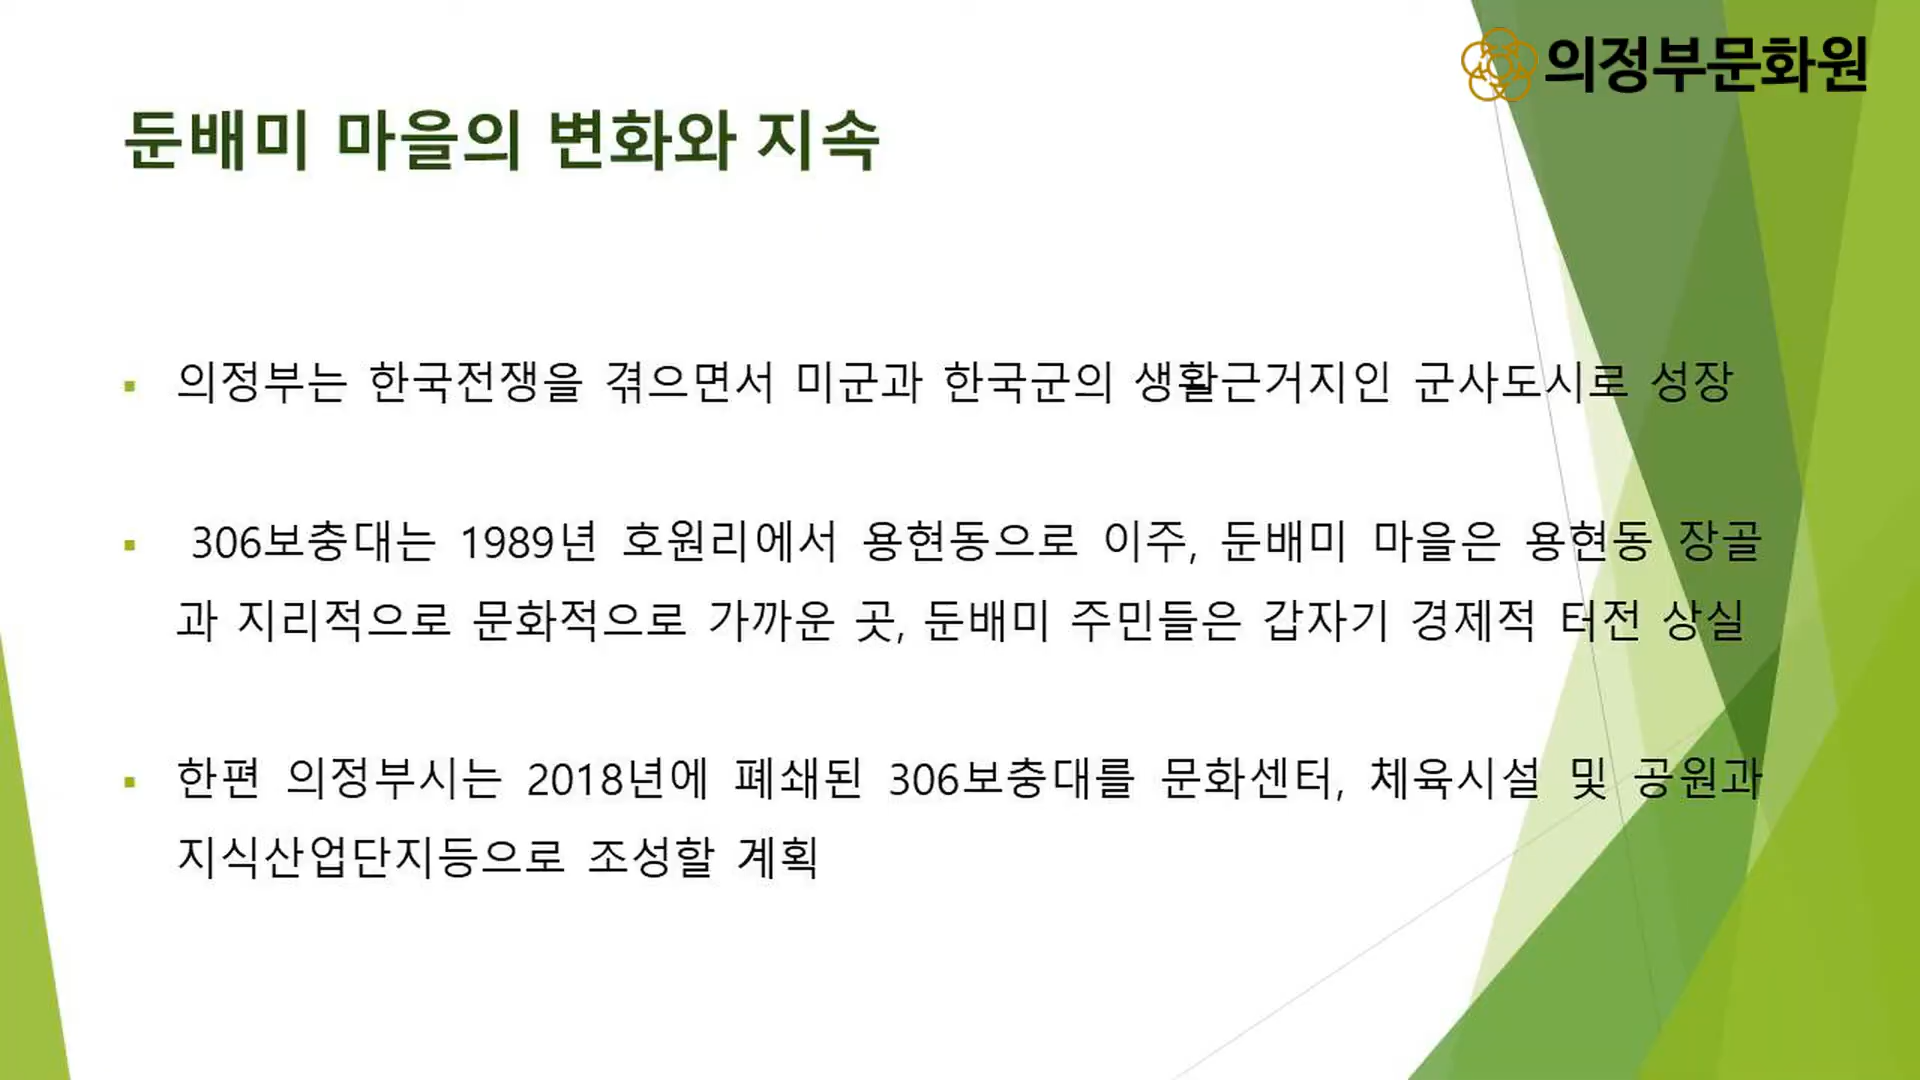 의정부문화원
둔배미 마을의 변화와 지속
▪ 의정부는 한국전쟁을 겪으면서 미군과 한국군의 생활근거지인 군사도시로 성장
▪ 306보충대는 1989년 호원리에서 용현동으로 이주, 둔배미 마을은 용현동 장골
과 지리적으로 문화적으로 가까운 곳, 둔배미 주민들은 갑자기 경제적 터전 상실
▪ 한편 의정부시는 2018년에 폐쇄된 306보충대를 문화센터, 체육시설 및 공원과
지식산업단지등으로 조성할 계획